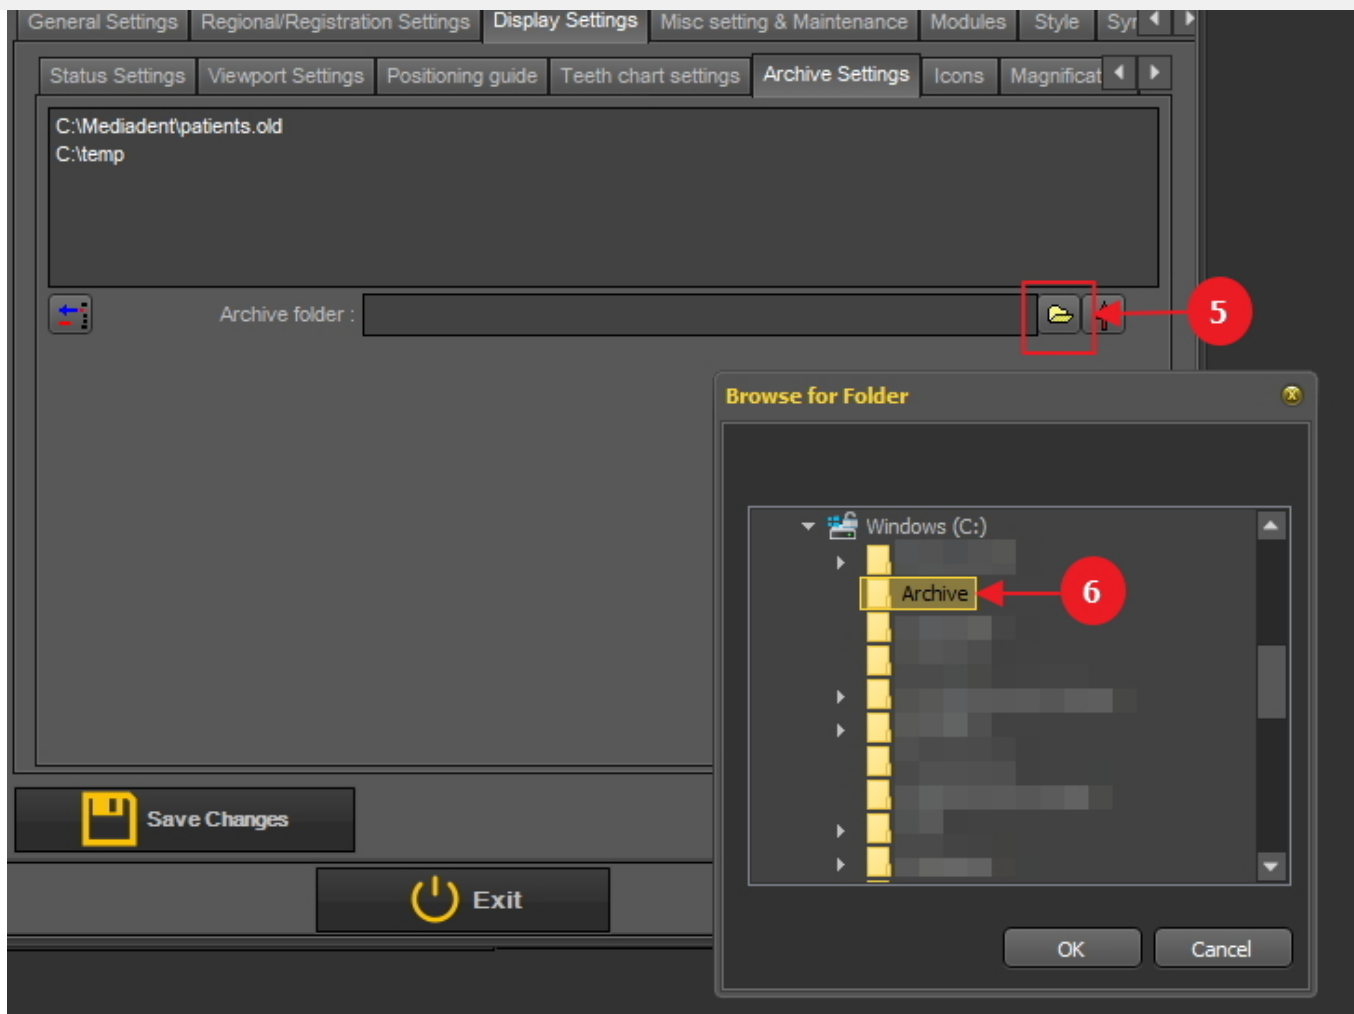 General Settings Regional/Registration Settings Display Settings Misc setting & Maintenance Modules Style Syr
Status Settings Viewport Settings Positioning guide Teeth chart settings Archive Settings Icons Magnificat
C:\Mediadent\patients.old
C:\temp
Archive folder :
5
Browse for Folder
Windows (C:)
Archive
6
Save Changes
Exit
OK Cancel